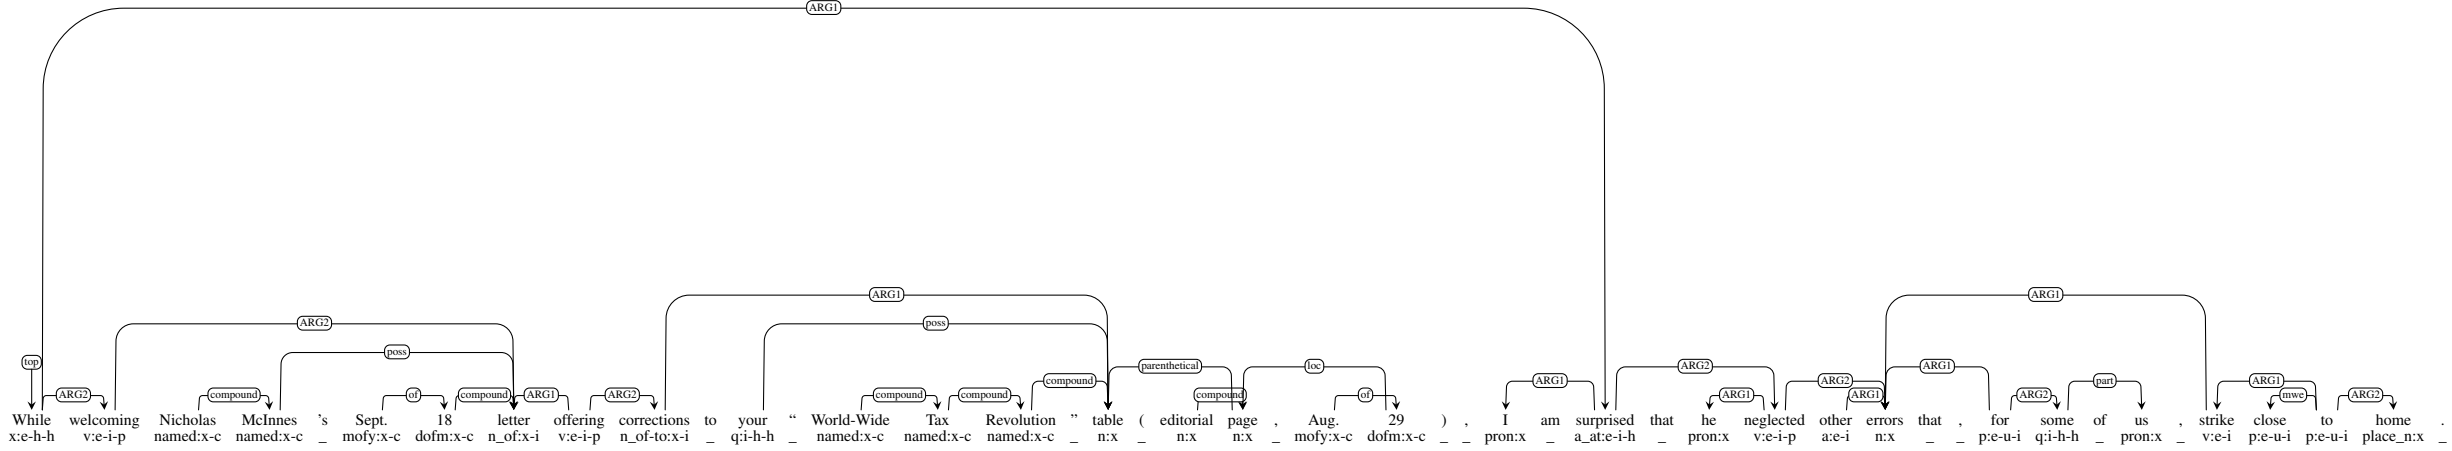 ARG1
ARG1 ARG1
ARG2 poss
poss
top parenthetical loc ARG2 ARG1
compound ARG1 ARG2 part ARG1
ARG2 compound of compound ARG1 ARG2 compound compound compound of ARG1 ARG1 ARG2 mwe ARG2
While welcoming Nicholas McInnes 's Sept. 18 letter offering corrections to your “ World-Wide Tax Revolution ” table ( editorial page , Aug. 29 ) , I am surprised that he neglected other errors that , for some of us , strike close to home .
x:e-h-h v:e-i-p named:x-c named:x-c _ mofy:x-c dofm:x-c n_of:x-i v:e-i-p n_of-to:x-i _ q:i-h-h _ named:x-c named:x-c named:x-c _ n:x _ n:x n:x _ mofy:x-c dofm:x-c _ _ pron:x _ a_at:e-i-h _ pron:x v:e-i-p a:e-i n:x _ _ p:e-u-i q:i-h-h _ pron:x _ v:e-i p:e-u-i p:e-u-i place_n:x _